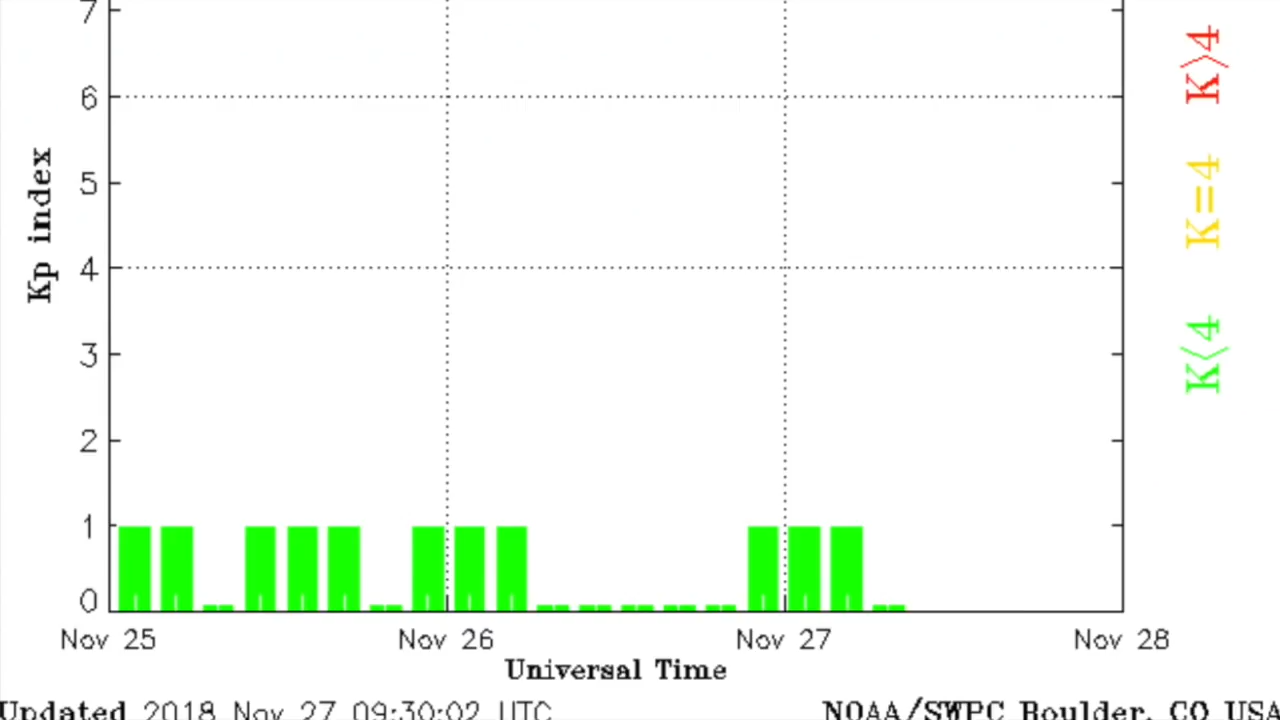 7
6
5
4
3
2
1
0
Kp index
K>4
K=4
K<4
Nov 25 Nov 26 Nov 27 Nov 28
Universal Time
Updated 2018 Nov 27 09:30:02 UTC NOAA/SWPC Boulder, CO USA